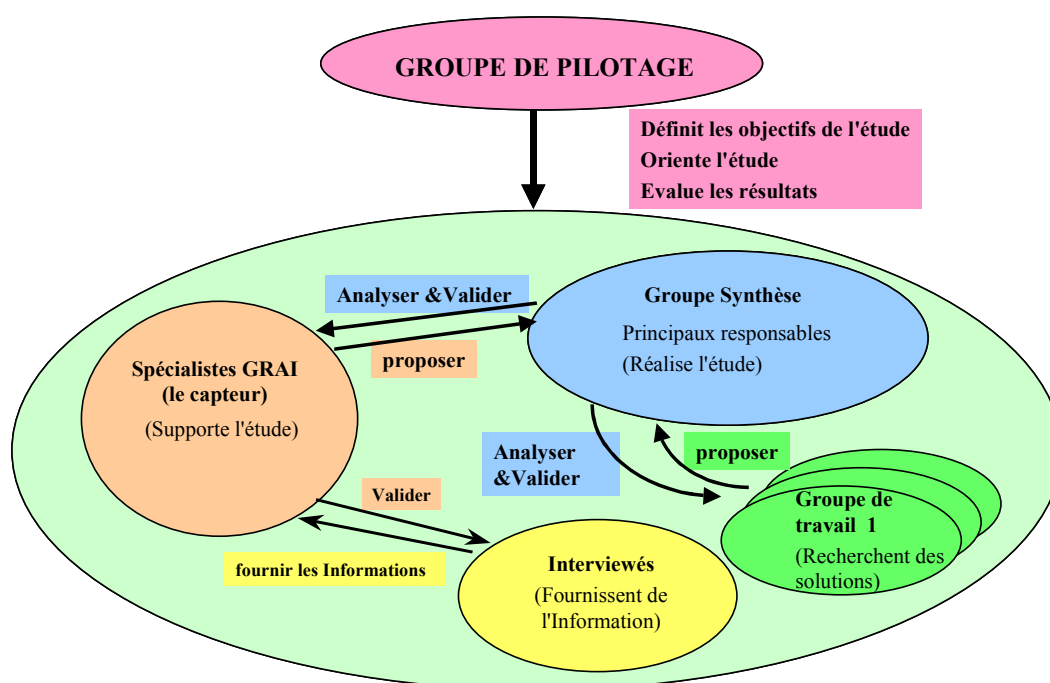 GROUPE DE PILOTAGE
Définit les objectifs de l'étude
Oriente l'étude
Evalue les résultats
Analyser &Valider
Groupe Synthèse
Principaux responsables
(Réalise l'étude)
proposer
Spécialistes GRAI
(le capteur)
(Supporte l'étude)
Analyser
&Valider
proposer
Valider
Groupe de
travail 1
(Recherchent des
solutions)
fournir les Informations
Interviewés
(Fournissent de
l'Information)